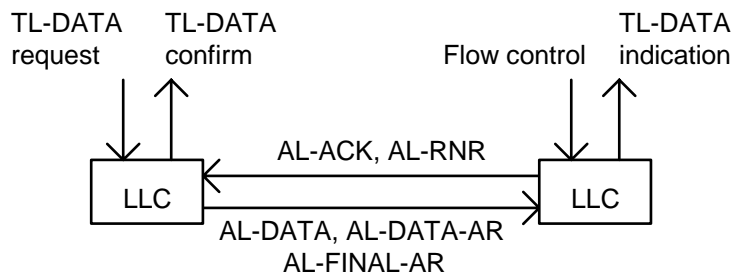 TL-DATA
request
TL-DATA
confirm
Flow control
TL-DATA
indication
AL-ACK, AL-RNR
LLC
LLC
AL-DATA, AL-DATA-AR
AL-FINAL-AR